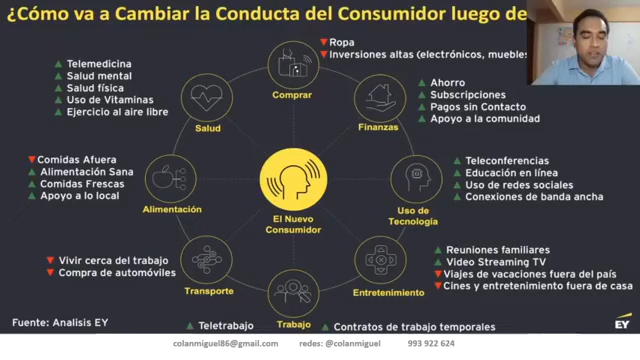 ¿Cómo va a Cambiar la Conducta del Consumidor luego de
Ropa
Inversiones altas (electrónicos, muebles
Comprar
Telemedicina
Salud mental
Salud física
Uso de Vitaminas
Ejercicio al aire libre
Salud
Ahorro
Subscripciones
Pagos sin Contacto
Apoyo a la comunidad
Finanzas
Comidas Afuera
Alimentación Sana
Comidas Frescas
Apoyo a lo local
Alimentación
El Nuevo
Consumidor
Teleconferencias
Educación en línea
Uso de redes sociales
Conexiones de banda ancha
Uso de
Tecnología
Vivir cerca del trabajo
Compra de automóviles
Transporte
Reuniones familiares
Video Streaming TV
Viajes de vacaciones fuera del país
Cines y entretenimiento fuera de casa
Entretenimiento
Trabajo
Teletrabajo
Contratos de trabajo temporales
Fuente: Analisis EY
EY
colanmiguel86@gmail.com redes: @colanmiguel 993 922 624